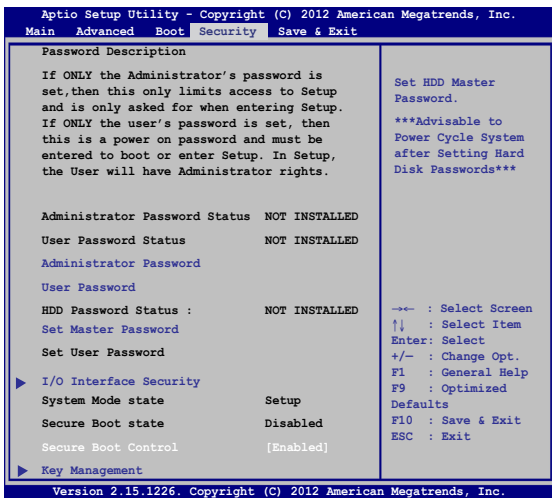 Aptio Setup Utility - Copyright (C) 2012 American Megatrends, Inc.
Main Advanced Boot Security Save & Exit
Password Description
If ONLY the Administrator's password is
set,then this only limits access to Setup
and is only asked for when entering Setup.
If ONLY the user's password is set, then
this is a power on password and must be
entered to boot or enter Setup. In Setup,
the User will have Administrator rights.
Administrator Password Status NOT INSTALLED
User Password Status NOT INSTALLED
Administrator Password
User Password
HDD Password Status : NOT INSTALLED
Set Master Password
Set User Password
I/O Interface Security
System Mode state Setup
Secure Boot state Disabled
Secure Boot Control [Enabled]
Key Management
Set HDD Master
Password.
***Advisable to
Power Cycle System
after Setting Hard
Disk Passwords***
→← : Select Screen
↑↓ : Select Item
Enter: Select
+/— : Change Opt.
F1 : General Help
F9 : Optimized
Defaults
F10 : Save & Exit
ESC : Exit
Version 2.15.1226. Copyright (C) 2012 American Megatrends, Inc.